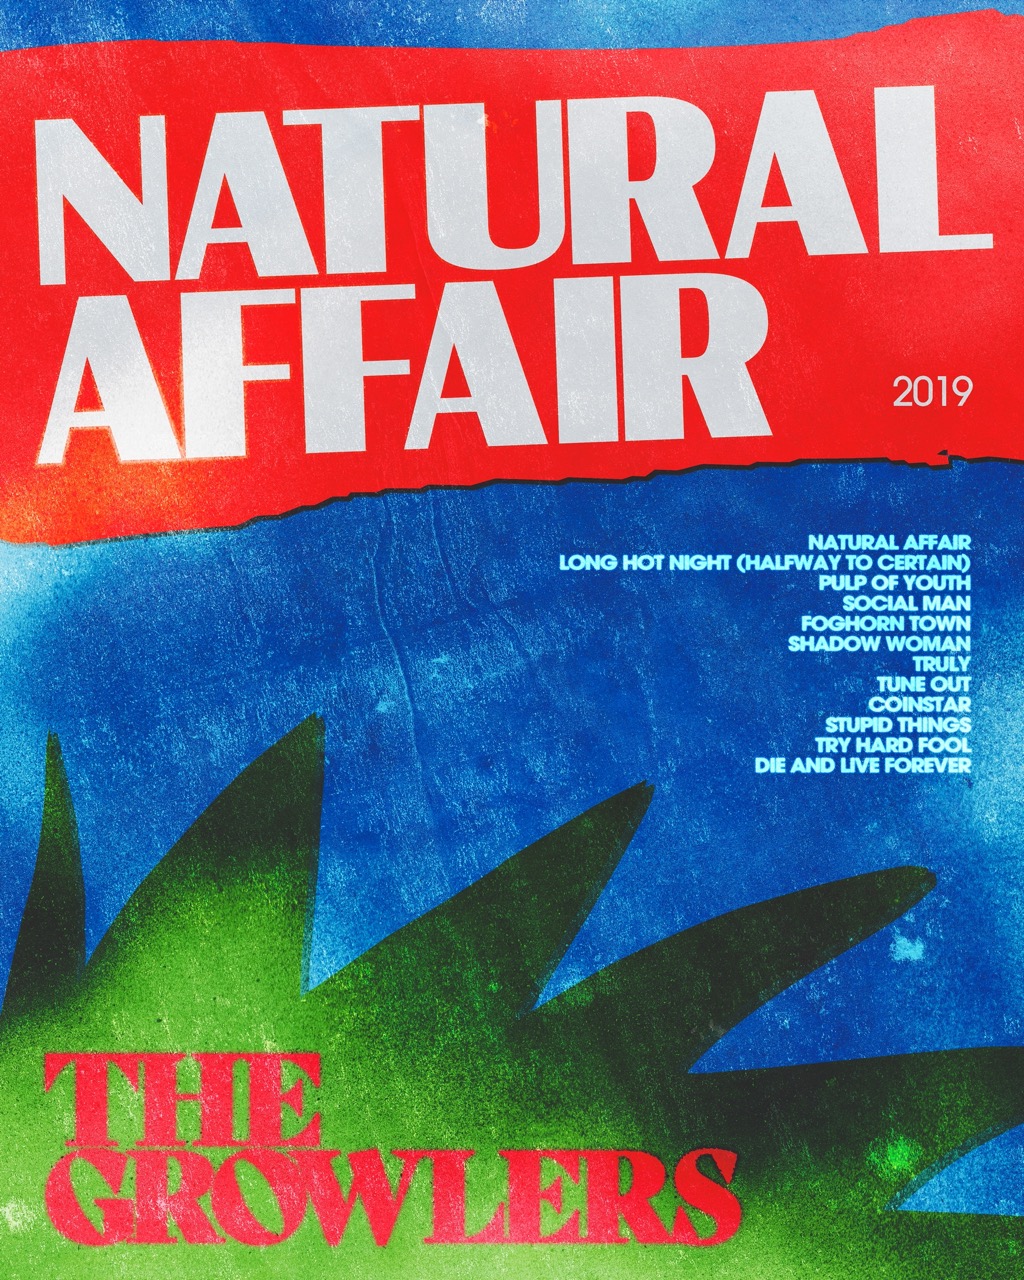 NATURAL
AFFAIR
2019
NATURAL AFFAIR
LONG HOT NIGHT (HALFWAY TO CERTAIN)
PULP OF YOUTH
SOCIAL MAN
FOGHORN TOWN
SHADOW WOMAN
TRULY
TUNE OUT
COINSTAR
STUPID THINGS
TRY HARD FOOL
DIE AND LIVE FOREVER
THE
GROWLERS